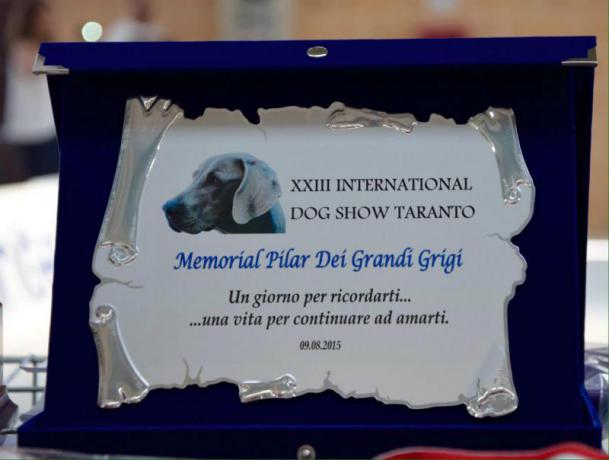 XXIII INTERNATIONAL
DOG SHOW TARANTO
Memorial Pilar Dei Grandi Grigi
Un giorno per ricordarti...
...una vita per continuare ad amarti.
09.08.2015